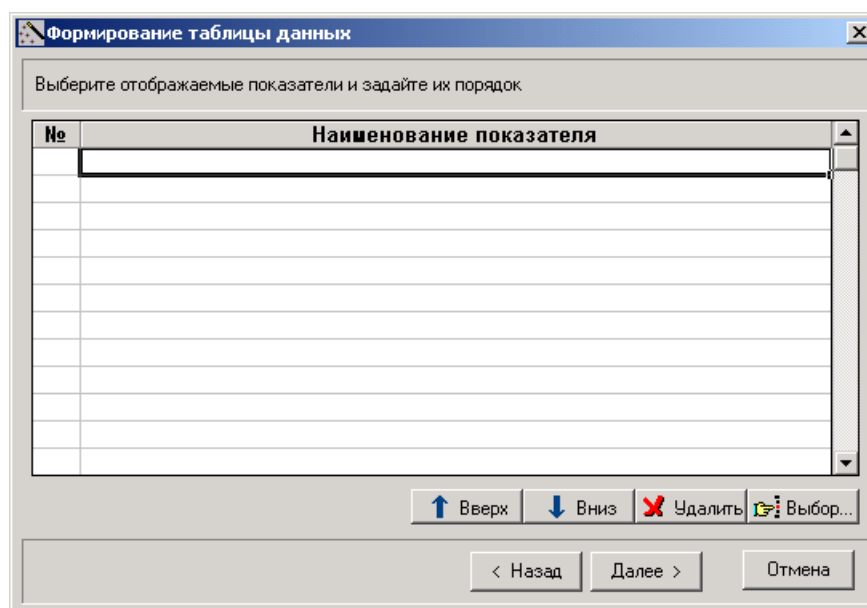 Формирование таблицы данных
Выберите отображаемые показатели и задайте их порядок
№ Наименование показателя
Вверх Вниз Удалить Выбор...
< Назад Далее > Отмена